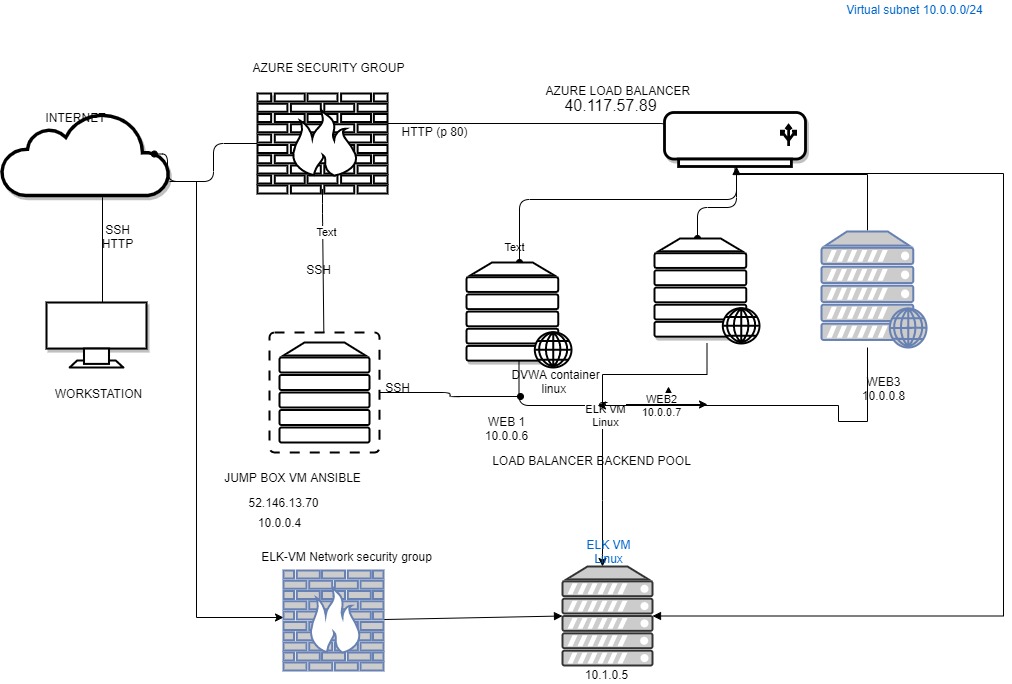 Virtual subnet 10.0.0.0/24
AZURE SECURITY GROUP
AZURE LOAD BALANCER
40.117.57.89
INTERNET
HTTP (p 80)
SSH
HTTP
Text
Text
SSH
DVWA container
linux
SSH
WEB3
10.0.0.8
WORKSTATION
WEB2
10.0.0.7
ELK VM
Linux
WEB 1
10.0.0.6
LOAD BALANCER BACKEND POOL
JUMP BOX VM ANSIBLE
52.146.13.70
10.0.0.4
ELK VM
Linux
ELK-VM Network security group
10.1.0.5